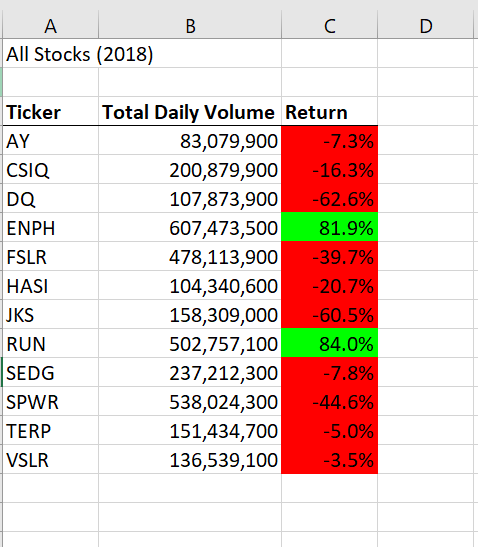 A B C D
All Stocks (2018)
Ticker Total Daily Volume Return
AY 83,079,900 -7.3%
CSIQ 200,879,900 -16.3%
DQ 107,873,900 -62.6%
ENPH 607,473,500 81.9%
FSLR 478,113,900 -39.7%
HASI 104,340,600 -20.7%
JKS 158,309,000 -60.5%
RUN 502,757,100 84.0%
SEDG 237,212,300 -7.8%
SPWR 538,024,300 -44.6%
TERP 151,434,700 -5.0%
VSLR 136,539,100 -3.5%